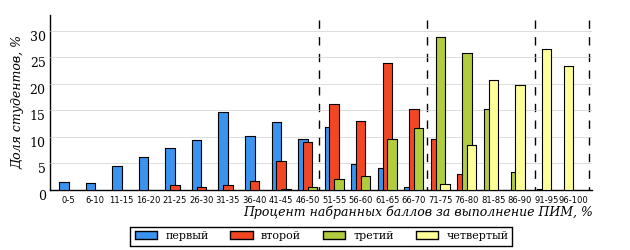 Доля студентов, %
30
25
20
15
10
5
0
0-5 6-10 11-15 16-20 21-25 26-30 31-35 36-40 41-45 46-50 51-55 56-60 61-65 66-70 71-75 76-80 81-85 86-90 91-95 96-100
Процент набранных баллов за выполнение ПИМ, %
первый второй третий четвертый